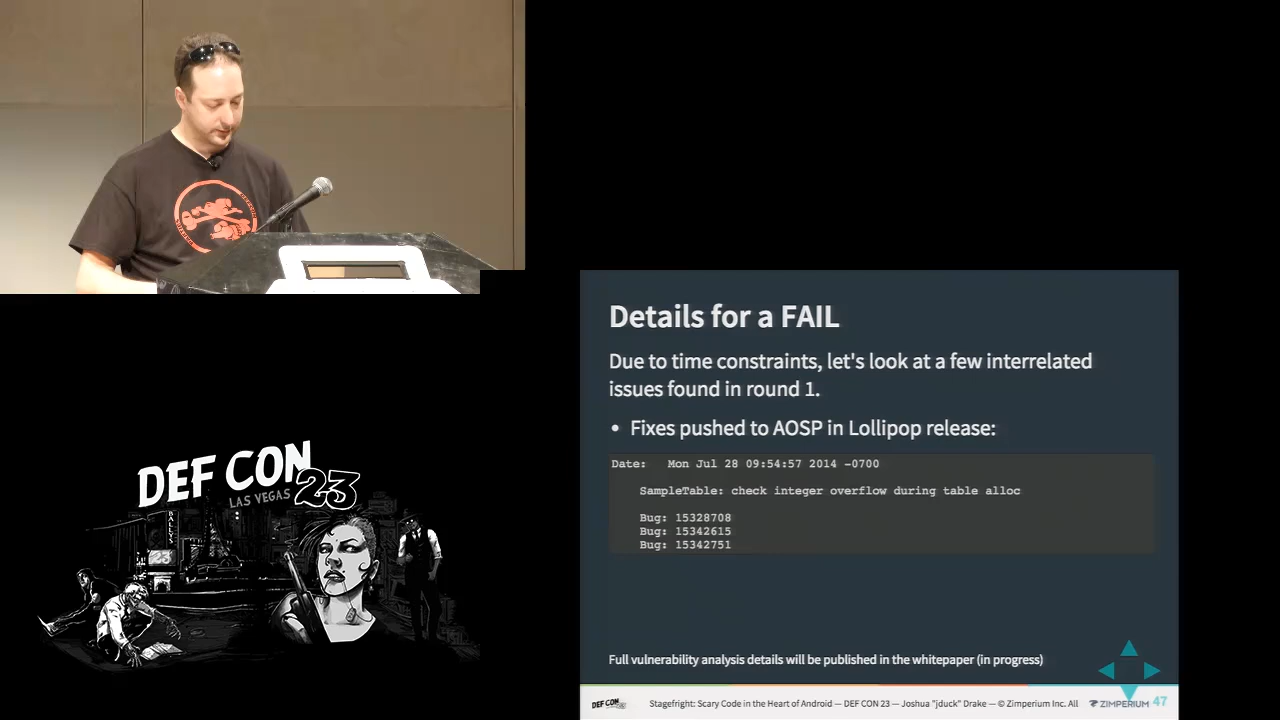 Details for a FAIL
Due to time constraints, let's look at a few interrelated
issues found in round 1.
• Fixes pushed to AOSP in Lollipop release:
Date: Mon Jul 28 09:54:57 2014 -0700
SampleTable: check integer overflow during table alloc
Bug: 15328708
Bug: 15342615
Bug: 15342751
Full vulnerability analysis details will be published in the whitepaper (in progress)
DEF CON Stagefright: Scary Code in the Heart of Android — DEF CON 23 — Joshua "jduck" Drake — © Zimperium Inc. All ZIMPERIUM 47
DEF CON
LAS VEGAS 23
BALLY'S
23